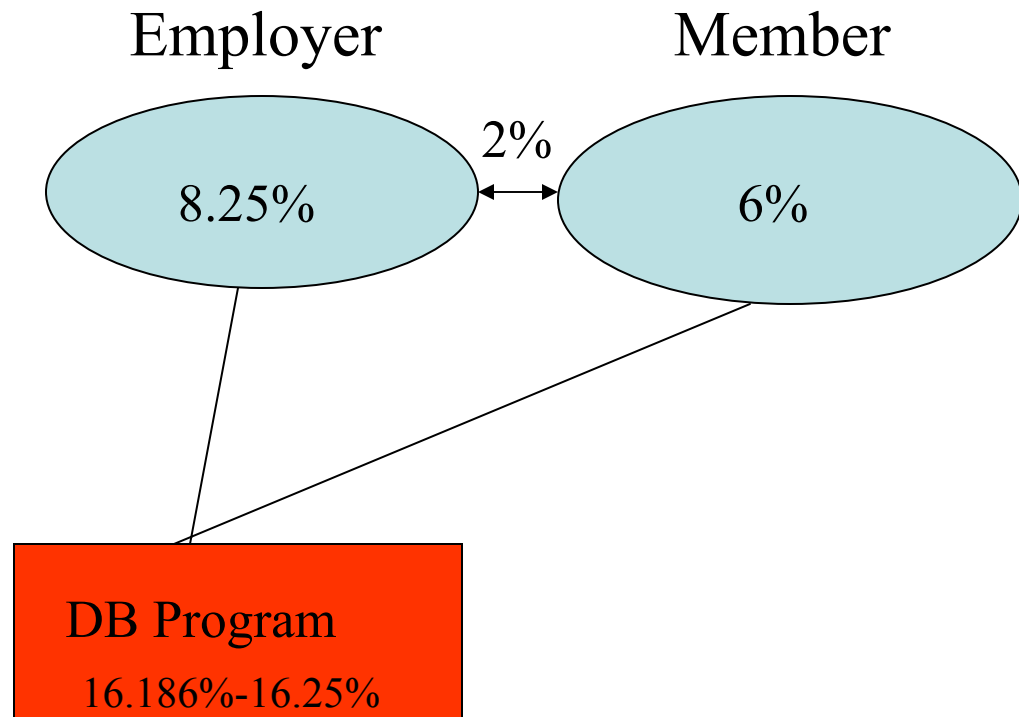 Employer
Member
2%
8.25%
6%
DB Program
16.186%-16.25%